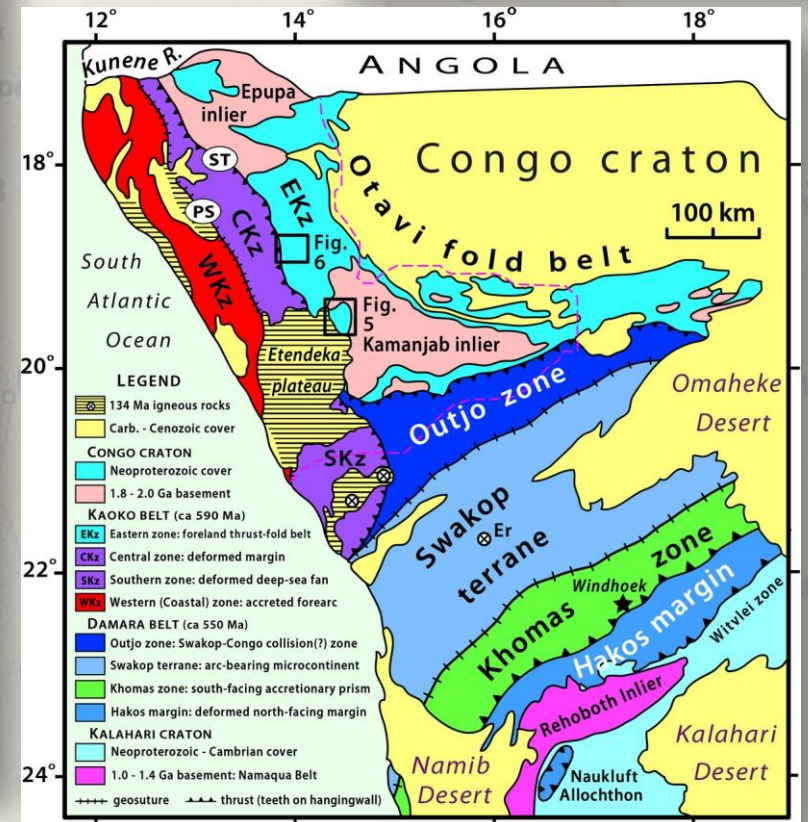 12°
14°
16°
18°
Kunene R.
ANGOLA
Epupa
inlier
Congo craton
18°
ST
Otavi fold belt
100 km
EKz
PS
CKz
Fig.
6
South
Atlantic
Ocean
WKz
Fig.
5
Kamanjab inlier
20°
Etendeka
plateau
Outjo zone
Omaheke
Desert
LEGEND
134 Ma igneous rocks
Carb. - Cenozoic cover
CONGO CRATON
Neoproterozoic cover
1.8 - 2.0 Ga basement
KAOKO BELT (ca 590 Ma)
EKz Eastern zone: foreland thrust-fold belt
CKz Central zone: deformed margin
SKz Southern zone: deformed deep-sea fan
WKz Western (Coastal) zone: accreted forearc
DAMARA BELT (ca 550 Ma)
Outjo zone: Swakop-Congo collision(?) zone
Swakop terrane: arc-bearing microcontinent
Khomas zone: south-facing accretionary prism
Hakos margin: deformed north-facing margin
KALAHARI CRATON
Neoproterozoic - Cambrian cover
1.0 - 1.4 Ga basement: Namaqua Belt
geosuture
thrust (teeth on hangingwall)
SKz
Swakop
terrane
Er
22°
Khomas zone
Windhoek
Hakos margin
Witvlei zone
Rehoboth Inlier
Namib
Desert
Naukluft
Allochthon
Kalahari
Desert
24°